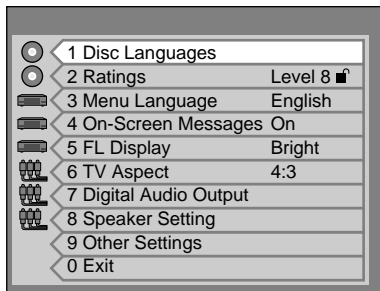 1 Disc Languages
2 Ratings Level 8
3 Menu Language English
4 On-Screen Messages On
5 FL Display Bright
6 TV Aspect 4:3
7 Digital Audio Output
8 Speaker Setting
9 Other Settings
0 Exit